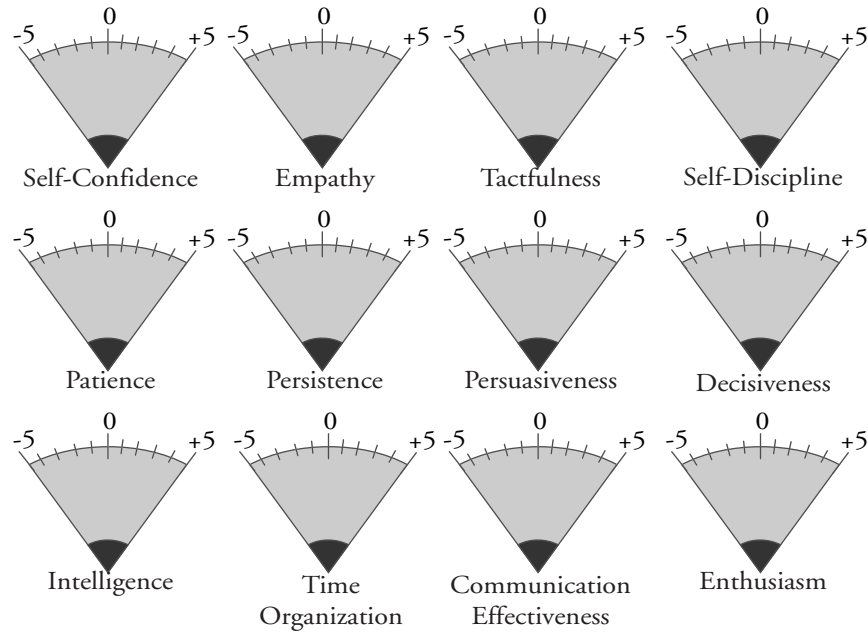 -5 0 +5 -5 0 +5 -5 0 +5 -5 0 +5
Self-Confidence Empathy Tactfulness Self-Discipline
-5 0 +5 -5 0 +5 -5 0 +5 -5 0 +5
Patience Persistence Persuasiveness Decisiveness
-5 0 +5 -5 0 +5 -5 0 +5 -5 0 +5
Intelligence Time Communication Enthusiasm
Organization Effectiveness